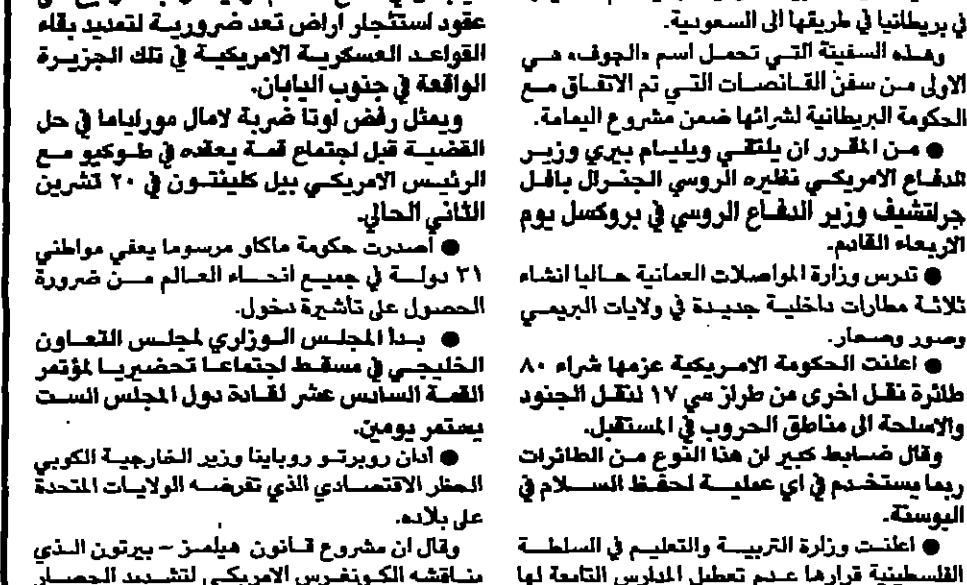 في بريطانيا في طريقها الى السعودية.
وهذه السفينة التي تحمل اسم «الجوف» هي
الاولى من سفن القانصات التي تم الاتفاق مع
الحكومة البريطانية لشرائها ضمن مشروع اليمامة.
● من المقرر ان يلتقي ويليام بيري وزير
الدفاع الامريكي نظيره الروسي الجنرال بافل
جراتشيف وزير الدفاع الروسي في بروكسل يوم
الاربعاء القادم.
● تدرس وزارة المواصلات العمانية حاليا انشاء
ثلاثة مطارات داخلية جديدة في ولايات البريمي
وصور وصحار.
● اعلنت الحكومة الامريكية عزمها شراء ٨٠
طائرة نقل اخرى من طراز سي ١٧ لنقل الجنود
والاسلحة الى مناطق الحروب في المستقبل.
وقال ضابط كبير ان هذا النوع من الطائرات
ربما يستخدم في اي عملية لحفظ السلام في
البوسنة.
● اعلنت وزارة التربية والتعليم في السلطة
الفلسطينية قرارها عدم تعطيل المدارس التابعة لها
عقود استئجار اراض تعد ضرورية لتمديد بقاء
القواعد العسكرية الامريكية في تلك الجزيرة
الواقعة في جنوب اليابان.
ويمثل رفض اوتا ضربة لامال موراياما في حل
القضية قبل اجتماع قمة يعقده في طوكيو مع
الرئيس الامريكي بيل كلينتون في ٢٠ تشرين
الثاني الحالي.
● اصدرت حكومة ماكاو مرسوما يعفي مواطني
٣١ دولة في جميع انحاء العالم من ضرورة
الحصول على تأشيرة دخول.
● بدأ المجلس الوزاري لمجلس التعاون
الخليجي في مسقط اجتماعا تحضيريا لمؤتمر
القمة السادس عشر لقادة دول المجلس الست
يستمر يومين.
● أدان روبرتو روباينا وزير الخارجية الكوبي
الحظر الاقتصادي الذي تفرضه الولايات المتحدة
على بلاده.
وقال ان مشروع قانون هيلمز - بيرتون الذي
يناقشه الكونغرس الامريكي لتشديد الحصار